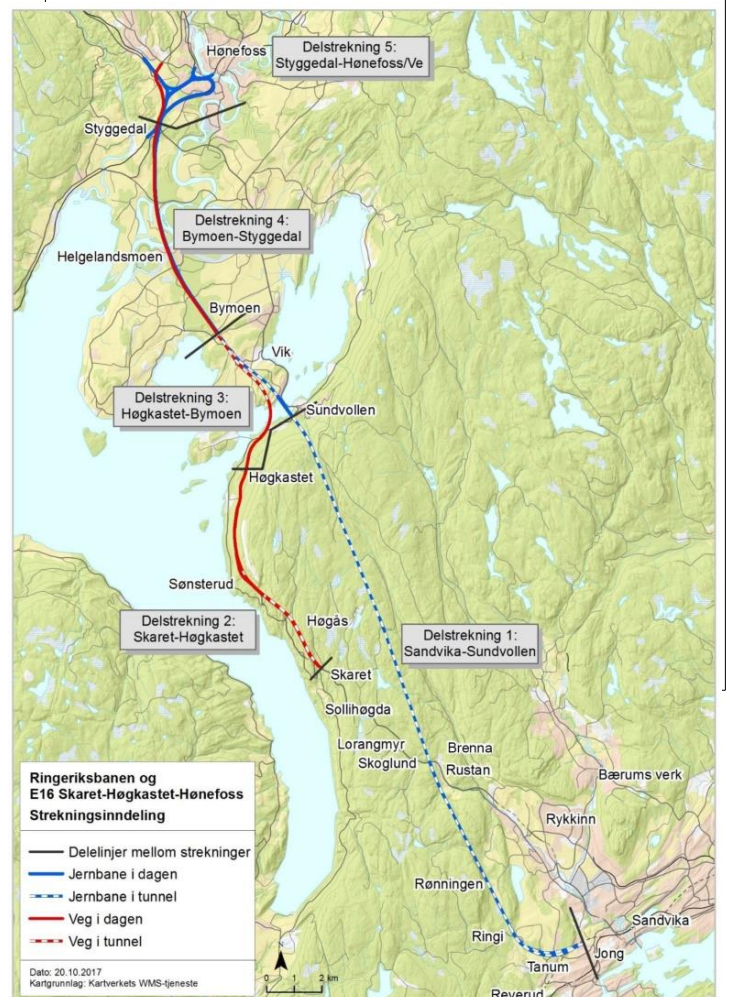 Hønefoss
Delstrekning 5:
Styggedal-Hønefoss/Ve
Styggedal
Delstrekning 4:
Bymoen-Styggedal
Helgelandsmoen
Bymoen
Vik
Delstrekning 3:
Høgkastet-Bymoen
Sundvollen
Høgkastet
Sønsterud
Delstrekning 2:
Skaret-Høgkastet
Høgås
Delstrekning 1:
Sandvika-Sundvollen
Skaret
Sollihøgda
Lorangmyr
Brenna
Skoglund
Rustan
Bærums verk
Rykkinn
Rønningen
Sandvika
Ringi
Jong
Tanum
Reverud
Ringeriksbanen og
E16 Skaret-Høgkastet-Hønefoss
Strekningsinndeling
Delelinjer mellom strekninger
Jernbane i dagen
Jernbane i tunnel
Veg i dagen
Veg i tunnel
Dato: 20.10.2017
Kartgrunnlag: Kartverkets WMS-tjeneste
N
0 1 2 km